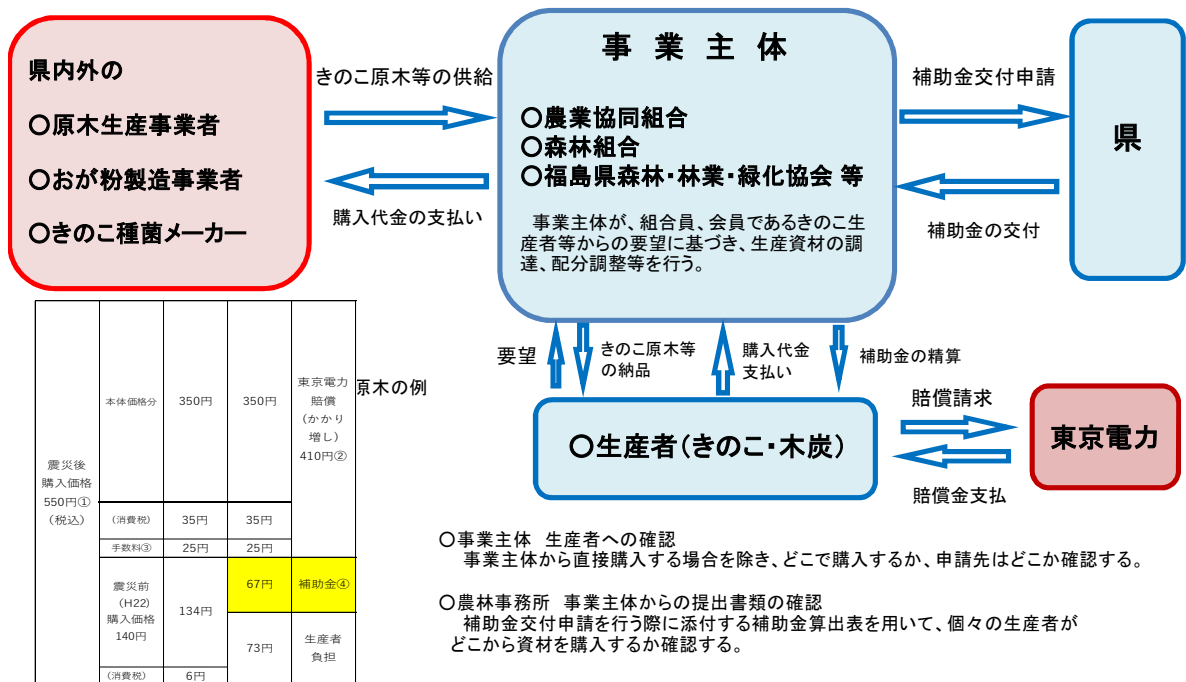 県内外の
〇原木生産事業者
〇おが粉製造事業者
〇きのこ種菌メーカー
きのこ原木等の供給
購入代金の支払い
事 業 主 体
〇農業協同組合
〇森林組合
〇福島県森林・林業・緑化協会 等
事業主体が、組合員、会員であるきのこ生
産者等からの要望に基づき、生産資材の調
達、配分調整等を行う。
補助金交付申請
補助金の交付
県
要望
きのこ原木等
の納品
購入代金
支払い
補助金の精算
〇生産者(きのこ・木炭)
賠償請求
賠償金支払
東京電力
原木の例
震災後
購入価格
550円①
(税込)
本体価格分
350円
350円
東京電力
賠償
(かかり
増し)
410円②
(消費税)
35円
35円
手数料③
25円
25円
震災前
(H22)
購入価格
140円
134円
67円
補助金④
73円
生産者
負担
(消費税)
6円
〇事業主体 生産者への確認
事業主体から直接購入する場合を除き、どこで購入するか、申請先はどこか確認する。
〇農林事務所 事業主体からの提出書類の確認
補助金交付申請を行う際に添付する補助金算出表を用いて、個々の生産者が
どこから資材を購入するか確認する。